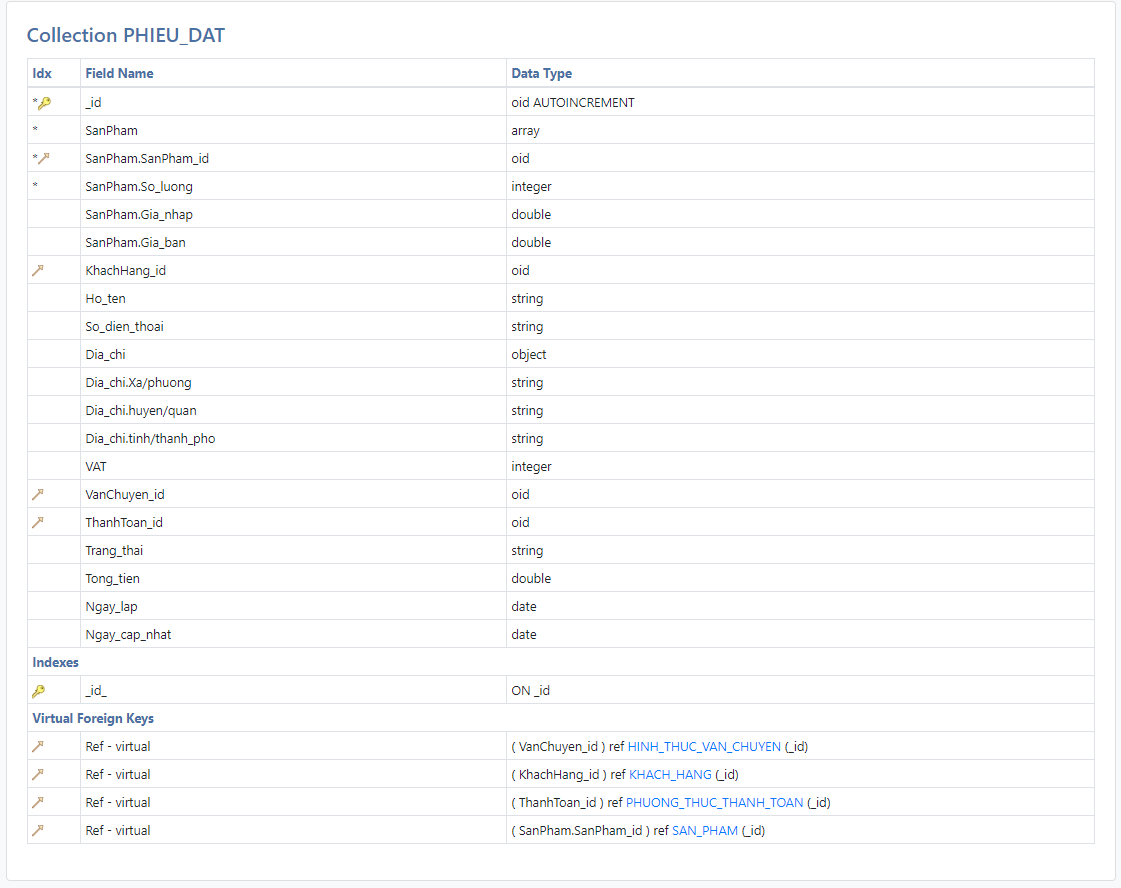 Collection PHIEU_DAT
Idx Field Name Data Type
* _id oid AUTOINCREMENT
* SanPham array
* SanPham.SanPham_id oid
* SanPham.So_luong integer
SanPham.Gia_nhap double
SanPham.Gia_ban double
KhachHang_id oid
Ho_ten string
So_dien_thoai string
Dia_chi object
Dia_chi.Xa/phuong string
Dia_chi.huyen/quan string
Dia_chi.tinh/thanh_pho string
VAT integer
VanChuyen_id oid
ThanhToan_id oid
Trang_thai string
Tong_tien double
Ngay_lap date
Ngay_cap_nhat date
Indexes
_id_ ON _id
Virtual Foreign Keys
Ref - virtual ( VanChuyen_id ) ref HINH_THUC_VAN_CHUYEN (_id)
Ref - virtual ( KhachHang_id ) ref KHACH_HANG (_id)
Ref - virtual ( ThanhToan_id ) ref PHUONG_THUC_THANH_TOAN (_id)
Ref - virtual ( SanPham.SanPham_id ) ref SAN_PHAM (_id)